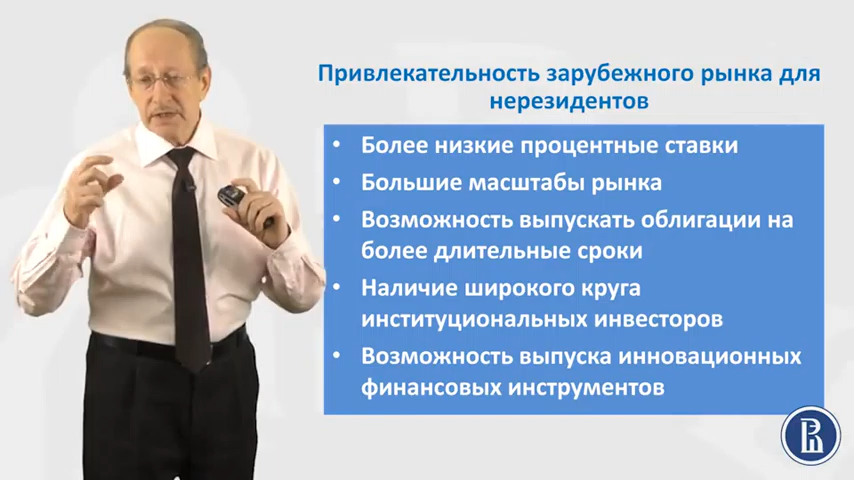 Привлекательность зарубежного рынка для
нерезидентов
• Более низкие процентные ставки
• Большие масштабы рынка
• Возможность выпускать облигации на
более длительные сроки
• Наличие широкого круга
институциональных инвесторов
• Возможность выпуска инновационных
финансовых инструментов